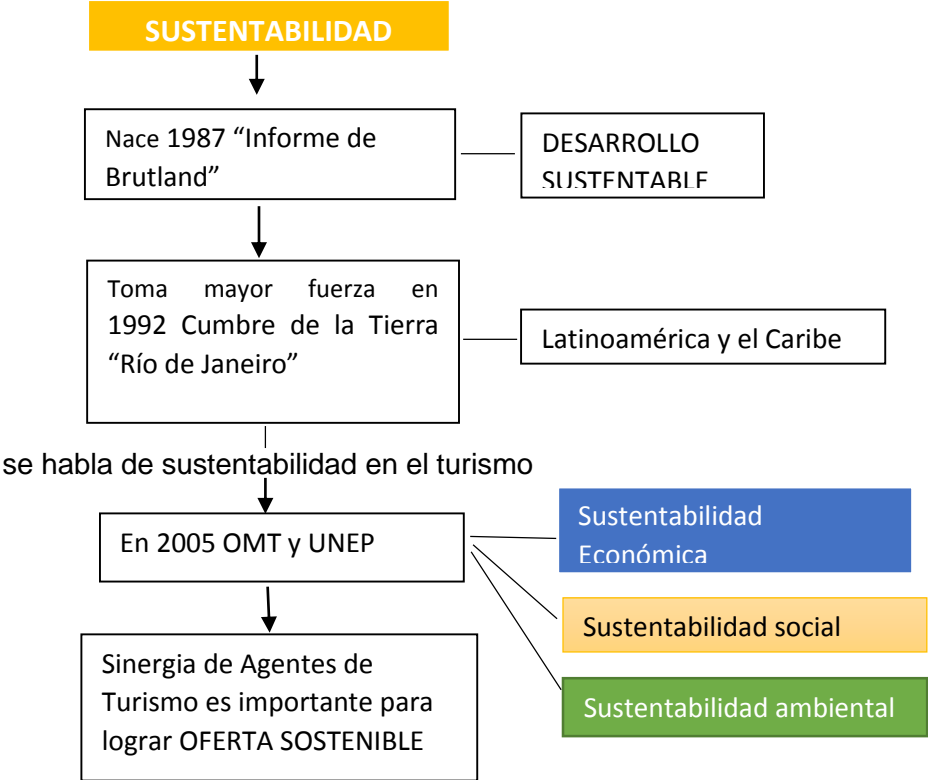 SUSTENTABILIDAD
Nace 1987 “Informe de
Brutland”
DESARROLLO
SUSTENTABLE
Toma mayor fuerza en
1992 Cumbre de la Tierra
“Río de Janeiro”
Latinoamérica y el Caribe
se habla de sustentabilidad en el turismo
En 2005 OMT y UNEP
Sustentabilidad
Económica
Sustentabilidad social
Sustentabilidad ambiental
Sinergia de Agentes de
Turismo es importante para
lograr OFERTA SOSTENIBLE